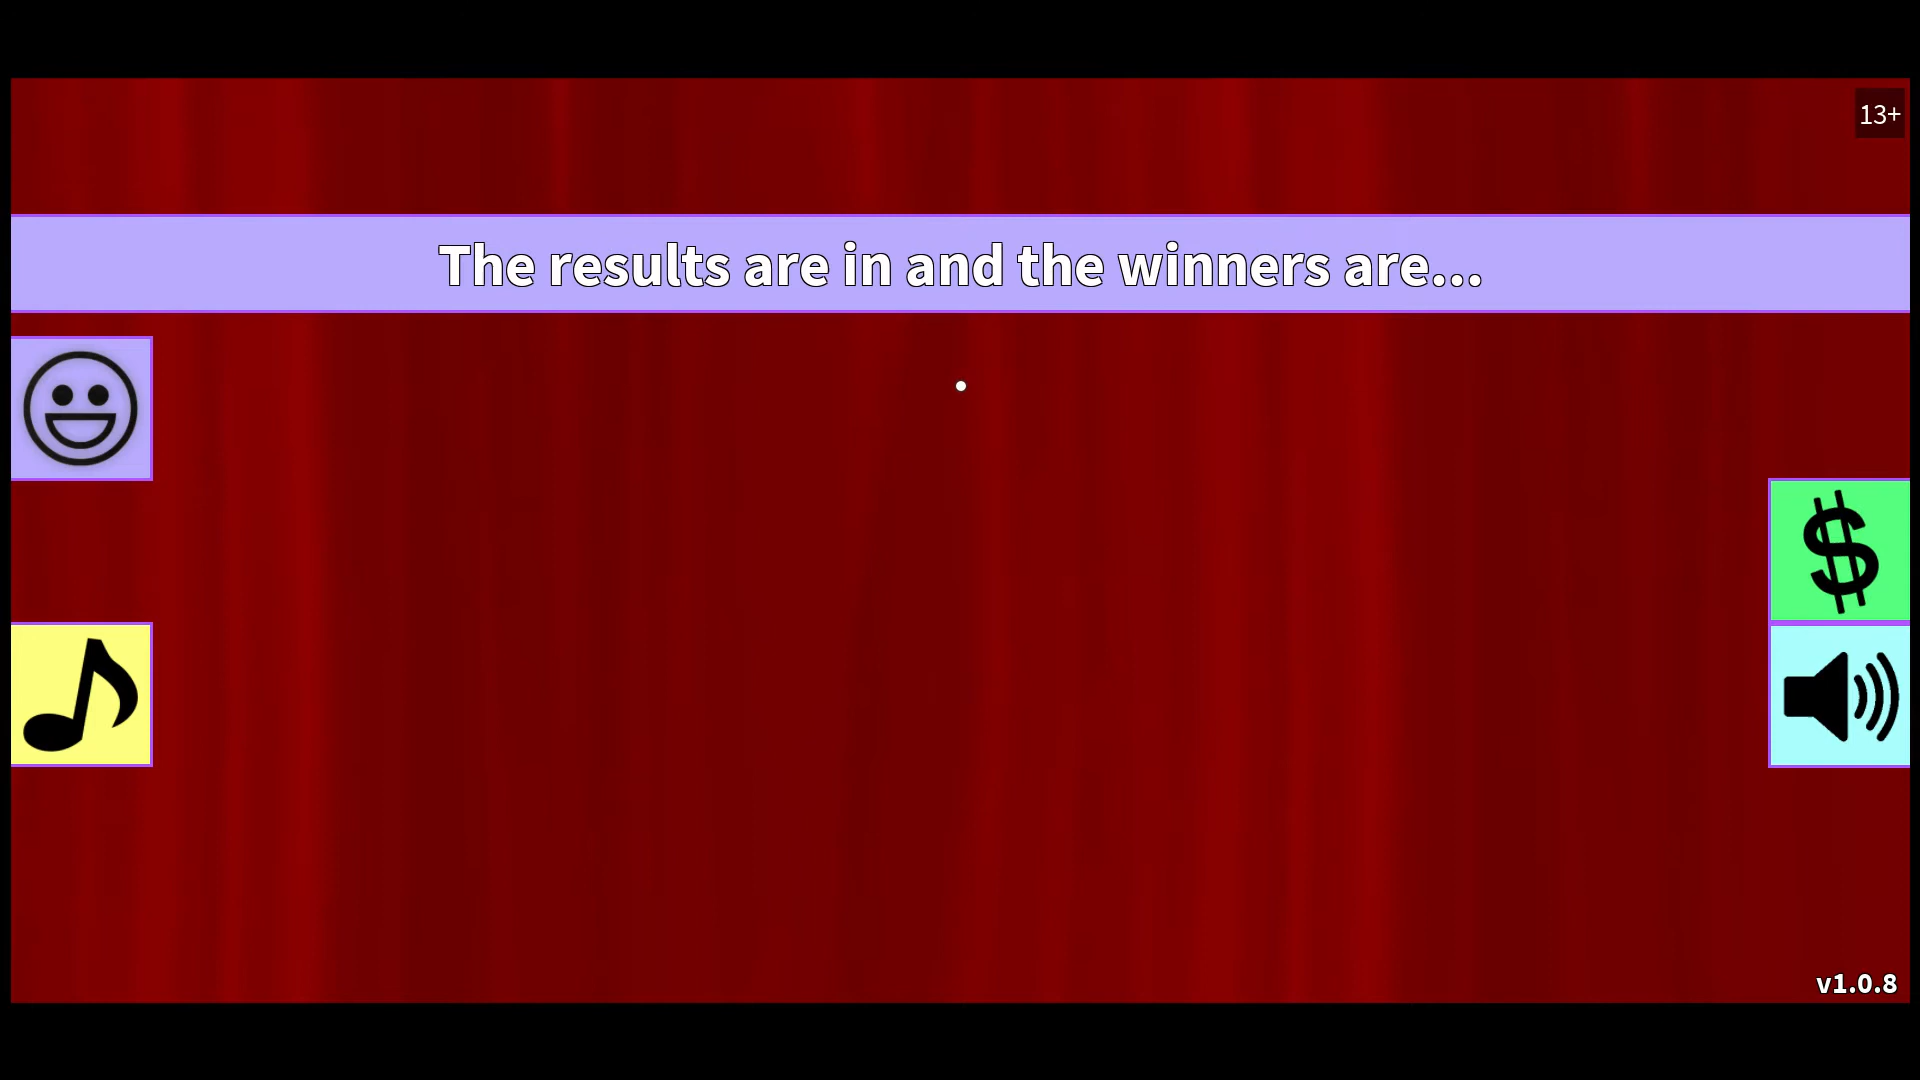 13+
The results are in and the winners are...
$
v1.0.8